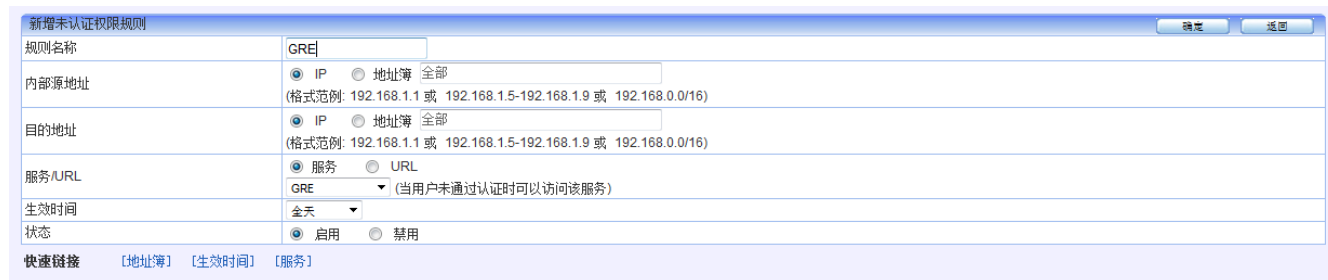 新增未认证权限规则 确定 返回
规则名称 GRE
内部源地址 IP 地址簿 全部
(格式范例: 192.168.1.1 或 192.168.1.5-192.168.1.9 或 192.168.0.0/16)
目的地址 IP 地址簿 全部
(格式范例: 192.168.1.1 或 192.168.1.5-192.168.1.9 或 192.168.0.0/16)
服务/URL 服务 URL
GRE (当用户未通过认证时可以访问该服务)
生效时间 全天
状态 启用 禁用
快速链接 [地址簿] [生效时间] [服务]